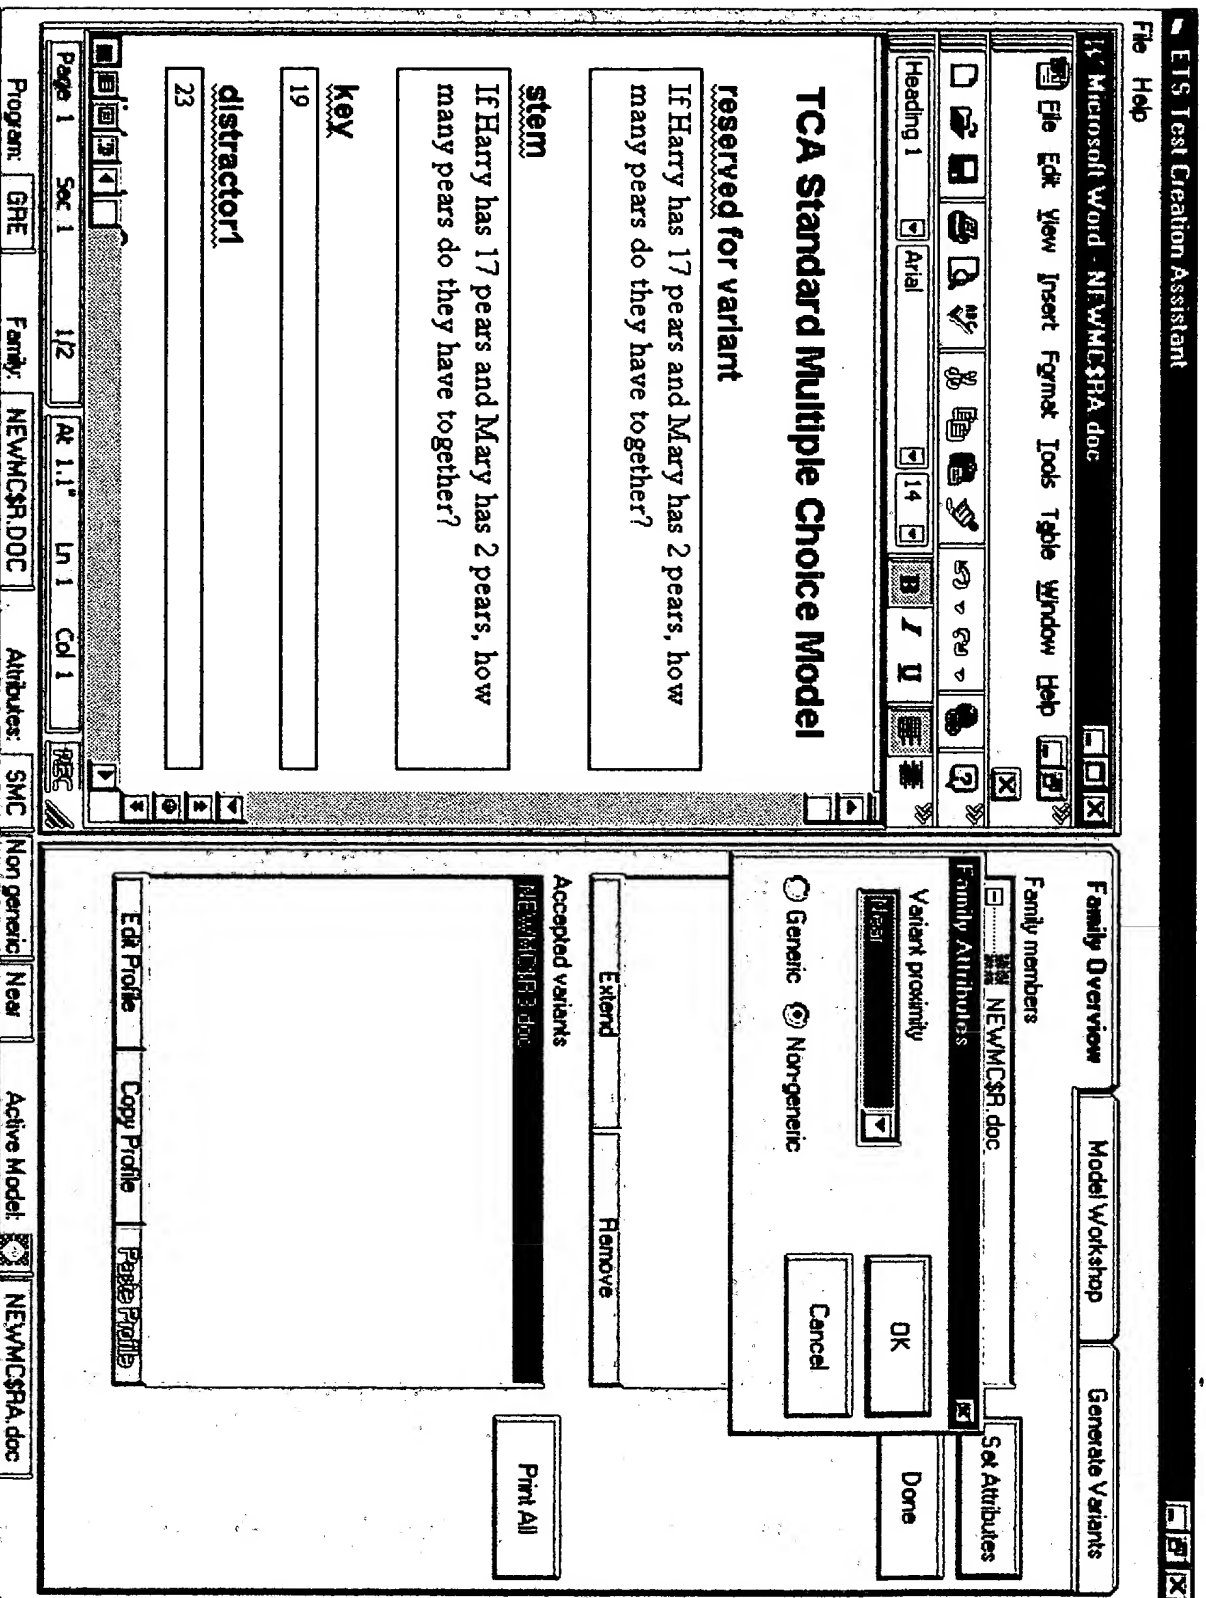 ETS Test Creation Assistant
File Help
Microsoft Word - NEWMC$RA.doc
File Edit View Insert Format Tools Table Window Help
Heading 1 Arial 14 B I U
TCA Standard Multiple Choice Model
reserved for variant
If Harry has 17 pears and Mary has 2 pears, how
many pears do they have together?
stem
If Harry has 17 pears and Mary has 2 pears, how
many pears do they have together?
key
19
distractor1
23
Page 1 Sec 1 1/2 At 1.1" Ln 1 Col 1 REC
Family Overview Model Workshop Generate Variants
Family members
NEWMC$R.doc
Set Attributes
Family Attributes
Variant proximity
Near
OK
Done
Generic Non-generic
Cancel
Extend Remove
Accepted variants
Print All
Edit Profile Copy Profile Paste Profile
Program: GRE Family: NEWMC$R.DOC Attributes: SMC Non generic Near Active Model: NEWMC$RA.doc